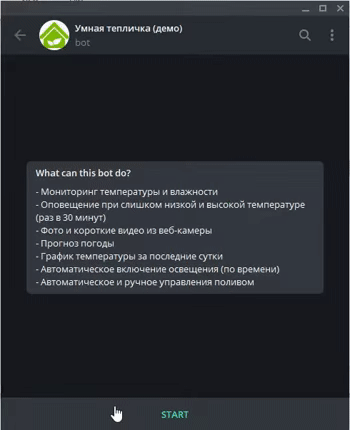 Умная тепличка (демо)
bot
What can this bot do?
- Мониторинг температуры и влажности
- Оповещение при слишком низкой и высокой температуре
(раз в 30 минут)
- Фото и короткие видео из веб-камеры
- Прогноз погоды
- График температуры за последние сутки
- Автоматическое включение освещения (по времени)
- Автоматическое и ручное управления поливом
START